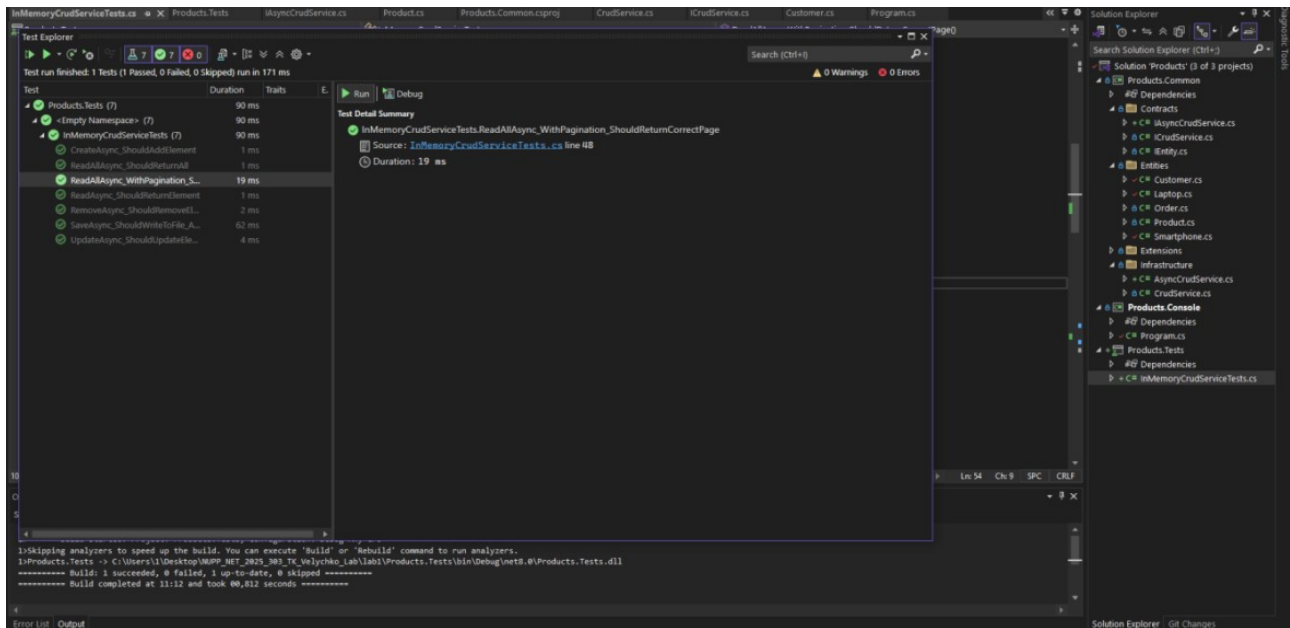 InMemoryCrudServiceTests.cs
Products.Tests
IAsyncCrudService.cs
Product.cs
Products.Common.csproj
CrudService.cs
ICrudService.cs
Customer.cs
Program.cs
Test Explorer
7 7 0
Search (Ctrl+I)
Test run finished: 1 Tests (1 Passed, 0 Failed, 0 Skipped) run in 171 ms
0 Warnings 0 Errors
Test Duration Traits E.
Products.Tests (7) 90 ms
<Empty Namespace> (7) 90 ms
InMemoryCrudServiceTests (7) 90 ms
CreateAsync_ShouldAddElement 1 ms
ReadAllAsync_ShouldReturnAll 1 ms
ReadAllAsync_WithPagination_S... 19 ms
ReadAsync_ShouldReturnElement 1 ms
RemoveAsync_ShouldRemoveEl... 2 ms
SaveAsync_ShouldWriteToFile_A... 62 ms
UpdateAsync_ShouldUpdateEle... 4 ms
Run Debug
Test Detail Summary
InMemoryCrudServiceTests.ReadAllAsync_WithPagination_ShouldReturnCorrectPage
Source: InMemoryCrudServiceTests.cs line 48
Duration: 19 ms
Page()
Ln: 54 Ch: 9 SPC CRLF
1>Skipping analyzers to speed up the build. You can execute 'Build' or 'Rebuild' command to run analyzers.
1>Products.Tests -> C:\Users\1\Desktop\NUPP_NET_2025_303_TK_Velychko_Lab\lab1\Products.Tests\bin\Debug\net8.0\Products.Tests.dll
========== Build: 1 succeeded, 0 failed, 1 up-to-date, 0 skipped ==========
========== Build completed at 11:12 and took 00,812 seconds ==========
Error List Output
Solution Explorer
Search Solution Explorer (Ctrl+;)
Solution 'Products' (3 of 3 projects)
Products.Common
Dependencies
Contracts
C# IAsyncCrudService.cs
C# ICrudService.cs
C# IEntity.cs
Entities
C# Customer.cs
C# Laptop.cs
C# Order.cs
C# Product.cs
C# Smartphone.cs
Extensions
Infrastructure
C# AsyncCrudService.cs
C# CrudService.cs
Products.Console
Dependencies
C# Program.cs
Products.Tests
Dependencies
C# InMemoryCrudServiceTests.cs
Solution Explorer Git Changes
Diagnostic Tools